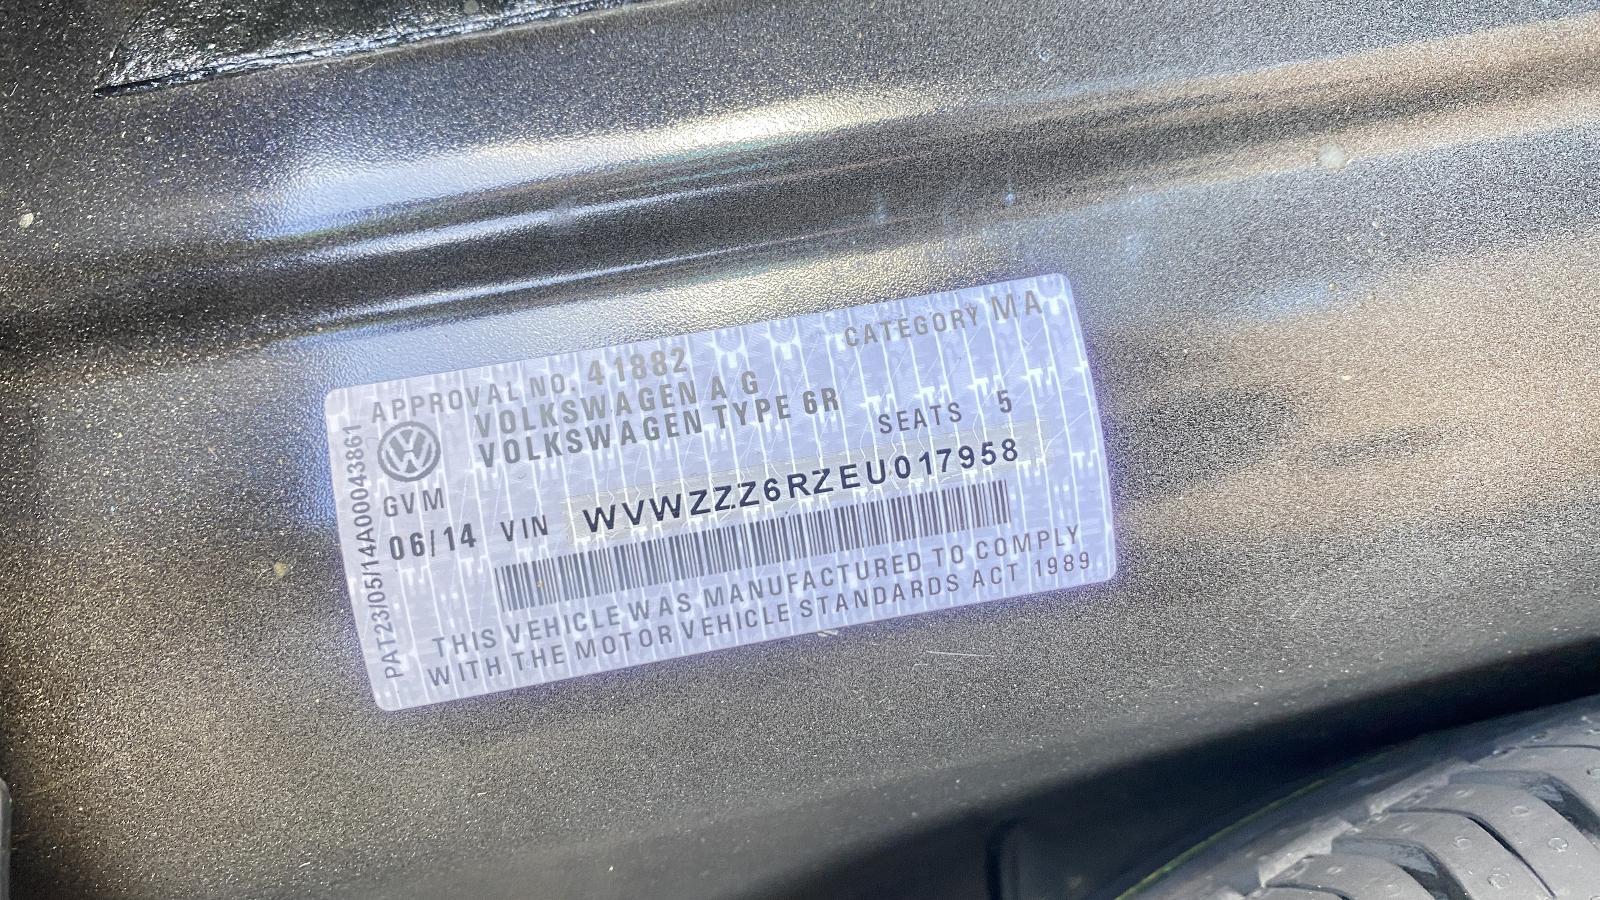 APPROVAL NO. 41882 CATEGORY MA
VOLKSWAGEN A G
VOLKSWAGEN TYPE 6R SEATS 5
GVM
06/14 VIN WVWZZZ6RZEU017958
THIS VEHICLE WAS MANUFACTURED TO COMPLY
WITH THE MOTOR VEHICLE STANDARDS ACT 1989
PAT23/05/14A00043861